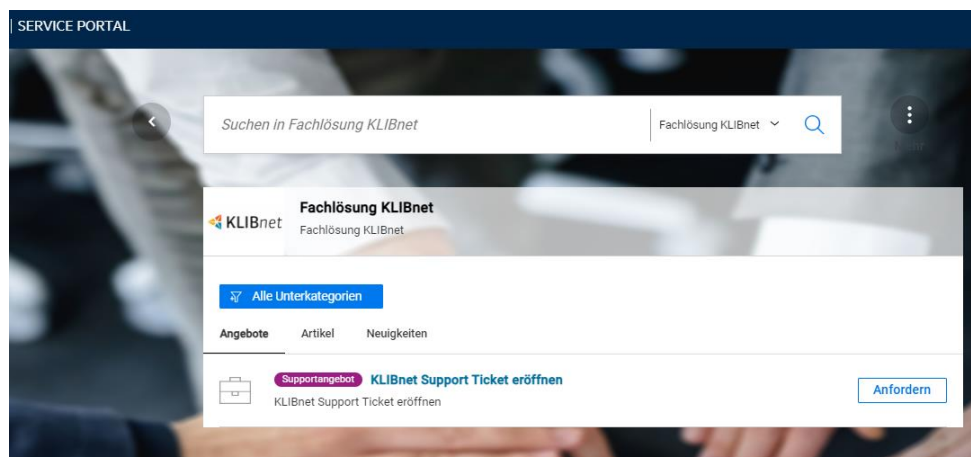 | SERVICE PORTAL
Suchen in Fachlösung KLIBnet
Fachlösung KLIBnet
KLIBnet
Fachlösung KLIBnet
Fachlösung KLIBnet
Alle Unterkategorien
Angebote Artikel Neuigkeiten
Supportangebot KLIBnet Support Ticket eröffnen
KLIBnet Support Ticket eröffnen
Anfordern